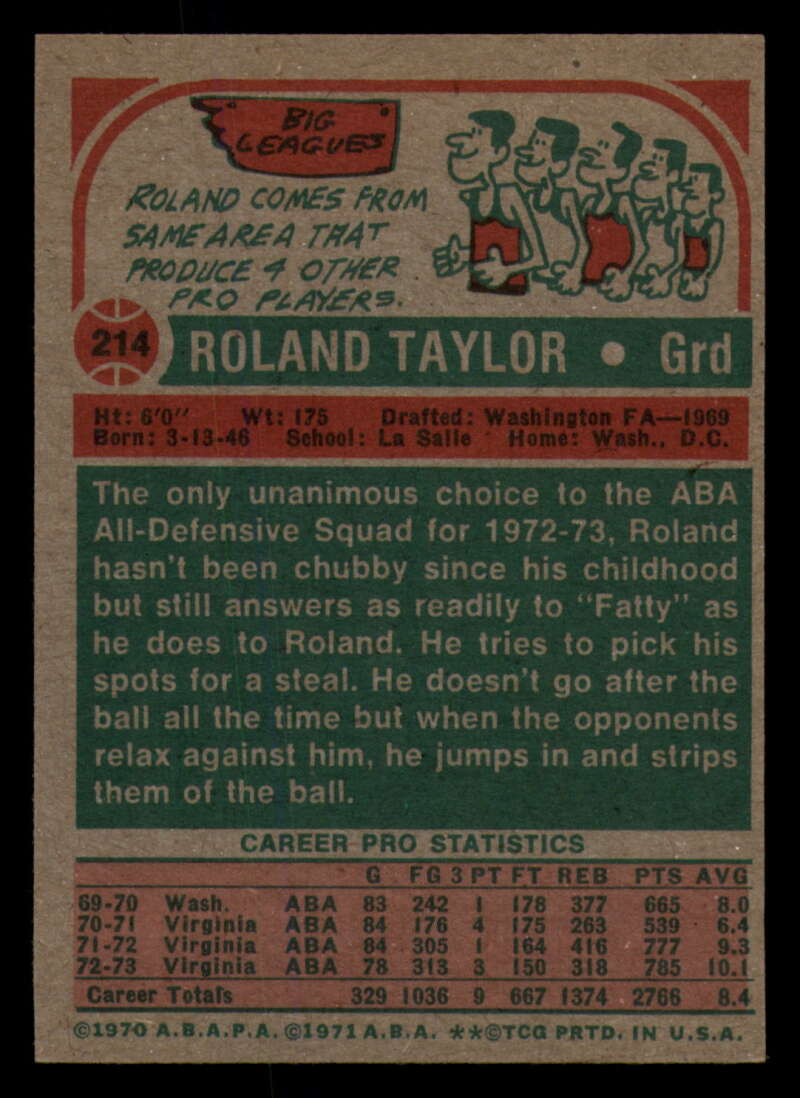 BIG
LEAGUES
ROLAND COMES FROM
SAME AREA THAT
PRODUCE 4 OTHER
PRO PLAYERS.
214 ROLAND TAYLOR • Grd
Ht: 6'0" Wt: 175 Drafted: Washington FA—1969
Born: 3-13-46 School: La Salle Home: Wash., D.C.
The only unanimous choice to the ABA
All-Defensive Squad for 1972-73, Roland
hasn't been chubby since his childhood
but still answers as readily to "Fatty" as
he does to Roland. He tries to pick his
spots for a steal. He doesn't go after the
ball all the time but when the opponents
relax against him, he jumps in and strips
them of the ball.
CAREER PRO STATISTICS
G FG 3 PT FT REB PTS AVG
69-70 Wash. ABA 83 242 1 178 377 665 8.0
70-71 Virginia ABA 84 176 4 175 263 539 6.4
71-72 Virginia ABA 84 305 1 164 416 777 9.3
72-73 Virginia ABA 78 313 3 150 318 785 10.1
Career Totals 329 1036 9 667 1374 2766 8.4
©1970 A.B.A.P.A. ©1971 A.B.A. **©TCG PRTD. IN U.S.A.